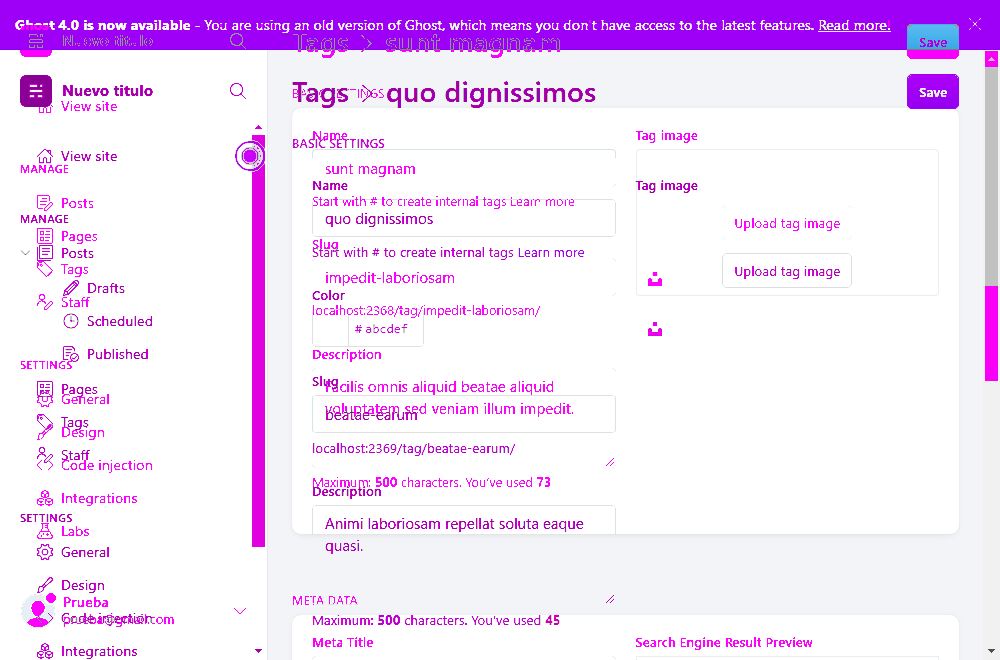 Ghost 4.0 is now available - You are using an old version of Ghost, which means you don't have access to the latest features. Read more!
Nuevo titulo
Tags > sunt magnam
Save
Nuevo titulo
Tags > quo dignissimos
Save
BASIC SETTINGS
View site
Name
Tag image
BASIC SETTINGS
View site
MANAGE
sunt magnam
Name
Tag image
Posts
Start with # to create internal tags Learn more
MANAGE
quo dignissimos
Upload tag image
Pages
Slug
Posts
Start with # to create internal tags Learn more
Tags
impedit-laboriosam
Upload tag image
Drafts
Color
Staff
localhost:2368/tag/impedit-laboriosam/
Scheduled
# abcdef
Published
Description
SETTINGS
Slug
Pages
Facilis omnis aliquid beatae aliquid
General
voluptatem sed veniam illum impedit.
beatae-earum
Tags
Design
localhost:2369/tag/beatae-earum/
Staff
Code injection
Maximum: 500 characters. You've used 73
Description
Integrations
SETTINGS
Animi laboriosam repellat soluta eaque
quasi.
Labs
General
Design
META DATA
Prueba
prueba@gmail.com
Code injection
Maximum: 500 characters. You've used 45
Meta Title
Search Engine Result Preview
Integrations